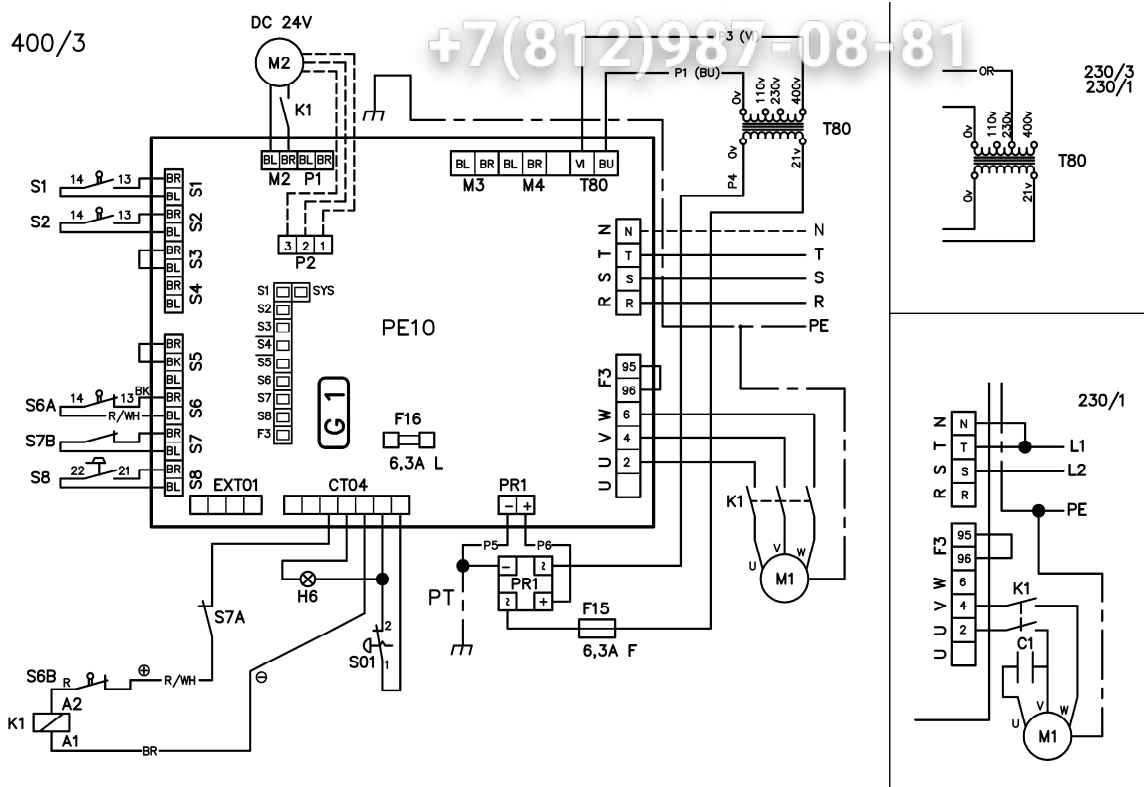 400/3
DC 24V
+7(812)987-08-81
P3 (VI)
P1 (BU)
M2
K1
0v 110v 230v 400v
T80
0v 21v
P4
BL BR BL BR
M2 P1
BL BR BL BR VI BU
M3 M4 T80
S1 14 13 BR S1
BL
S2 14 13 BR S2
BL
BR S3
BL
BR S4
BL
3 2 1
P2
N N N
T T T
S S S
R R R
PE
S1 SYS
S2
S3
S4
S5
S6
S7
S8
F3
PE10
G 1
F16
6,3A L
BR S5
BK
BL
S6A 14 13 BK BR S6
R/WH BL
S7B BR S7
BL
S8 22 21 BR S8
BL
F3 95
96
W 6
V 4
U 2
U
EXT01 CT04 PR1
- +
P5 P6
- ~
PR1
~ +
PT
F15
6,3A F
K1
U V W
M1
H6
S7A
2
S01
1
S6B R R/WH
⊕
⊖
A2
K1
A1
BR
OR
230/3
230/1
0v 110v 230v 400v
T80
0v 21v
230/1
N N
T T L1
S S L2
R R
PE
F3 95
96
W 6
V 4
U 2
U
K1
C1
U V W
M1